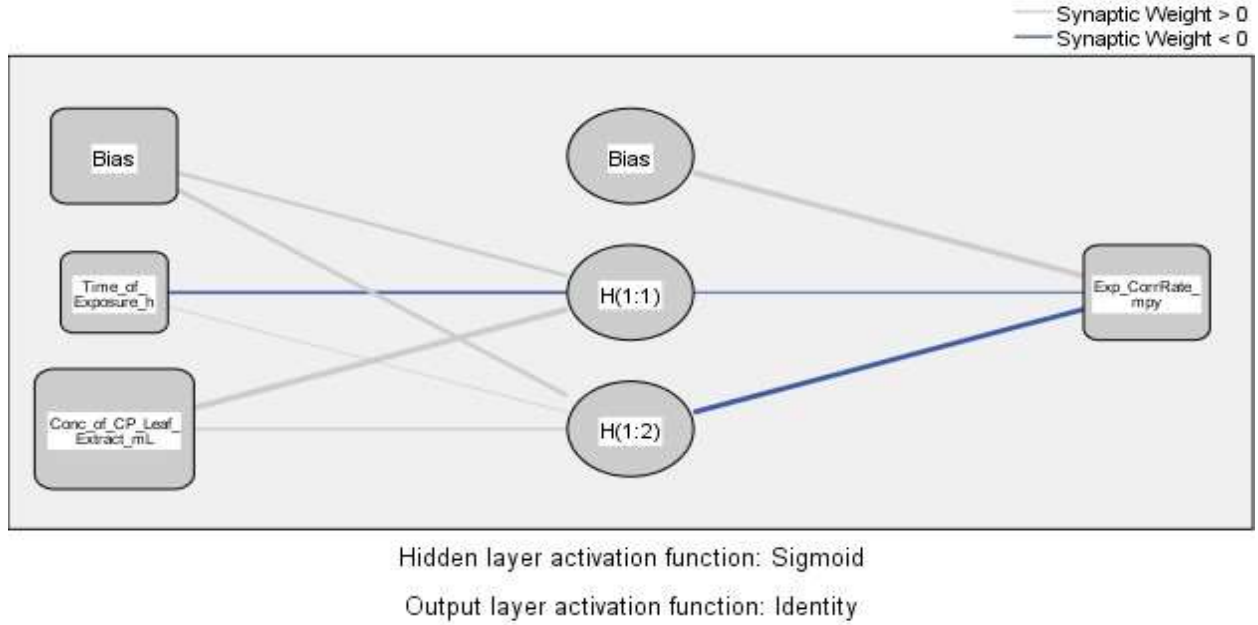 Synaptic Weight > 0
Synaptic Weight < 0
Bias
Bias
Time_of_
Exposure_h
H(1:1)
Exp_CorrRate_
mpy
Conc_of_CP_Leaf_
Extract_mL
H(1:2)
Hidden layer activation function: Sigmoid
Output layer activation function: Identity